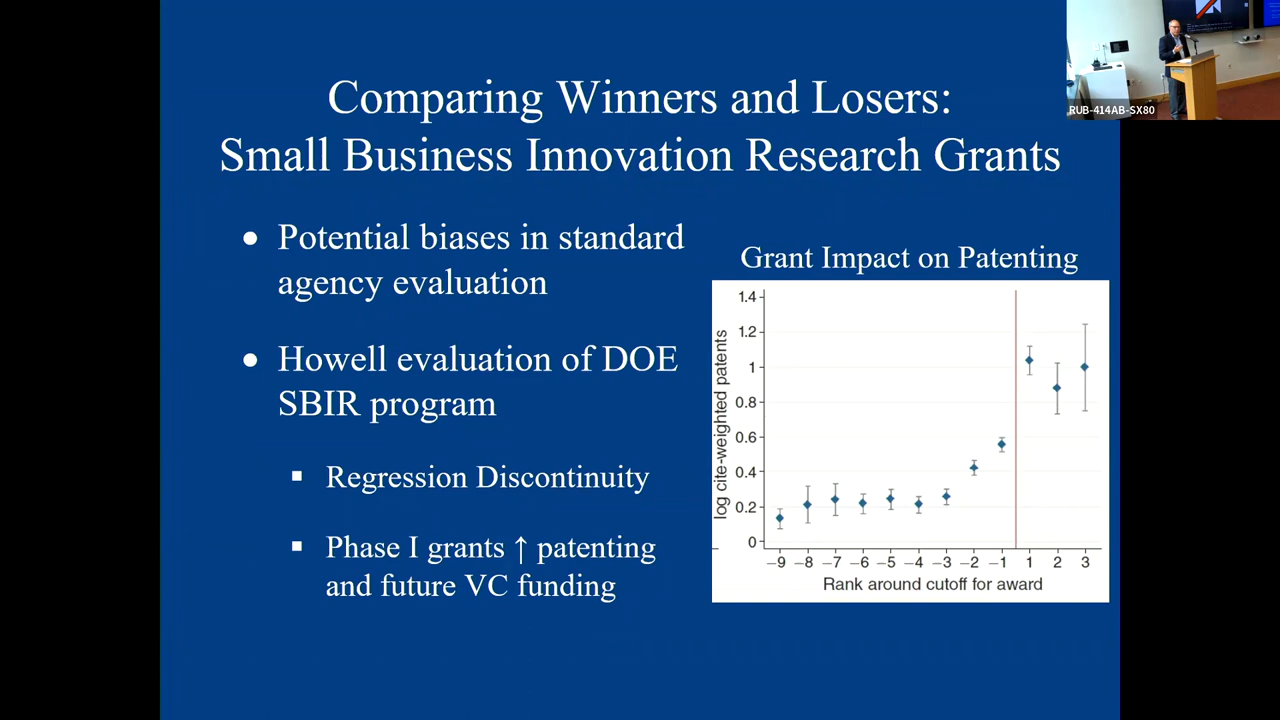 Comparing Winners and Losers:
Small Business Innovation Research Grants
• Potential biases in standard
agency evaluation
• Howell evaluation of DOE
SBIR program
▪ Regression Discontinuity
▪ Phase I grants ↑ patenting
and future VC funding
Grant Impact on Patenting
log cite-weighted patents
1.4
1.2
1
0.8
0.6
0.4
0.2
0
−9 −8 −7 −6 −5 −4 −3 −2 −1 1 2 3
Rank around cutoff for award
RUB-414AB-SX80